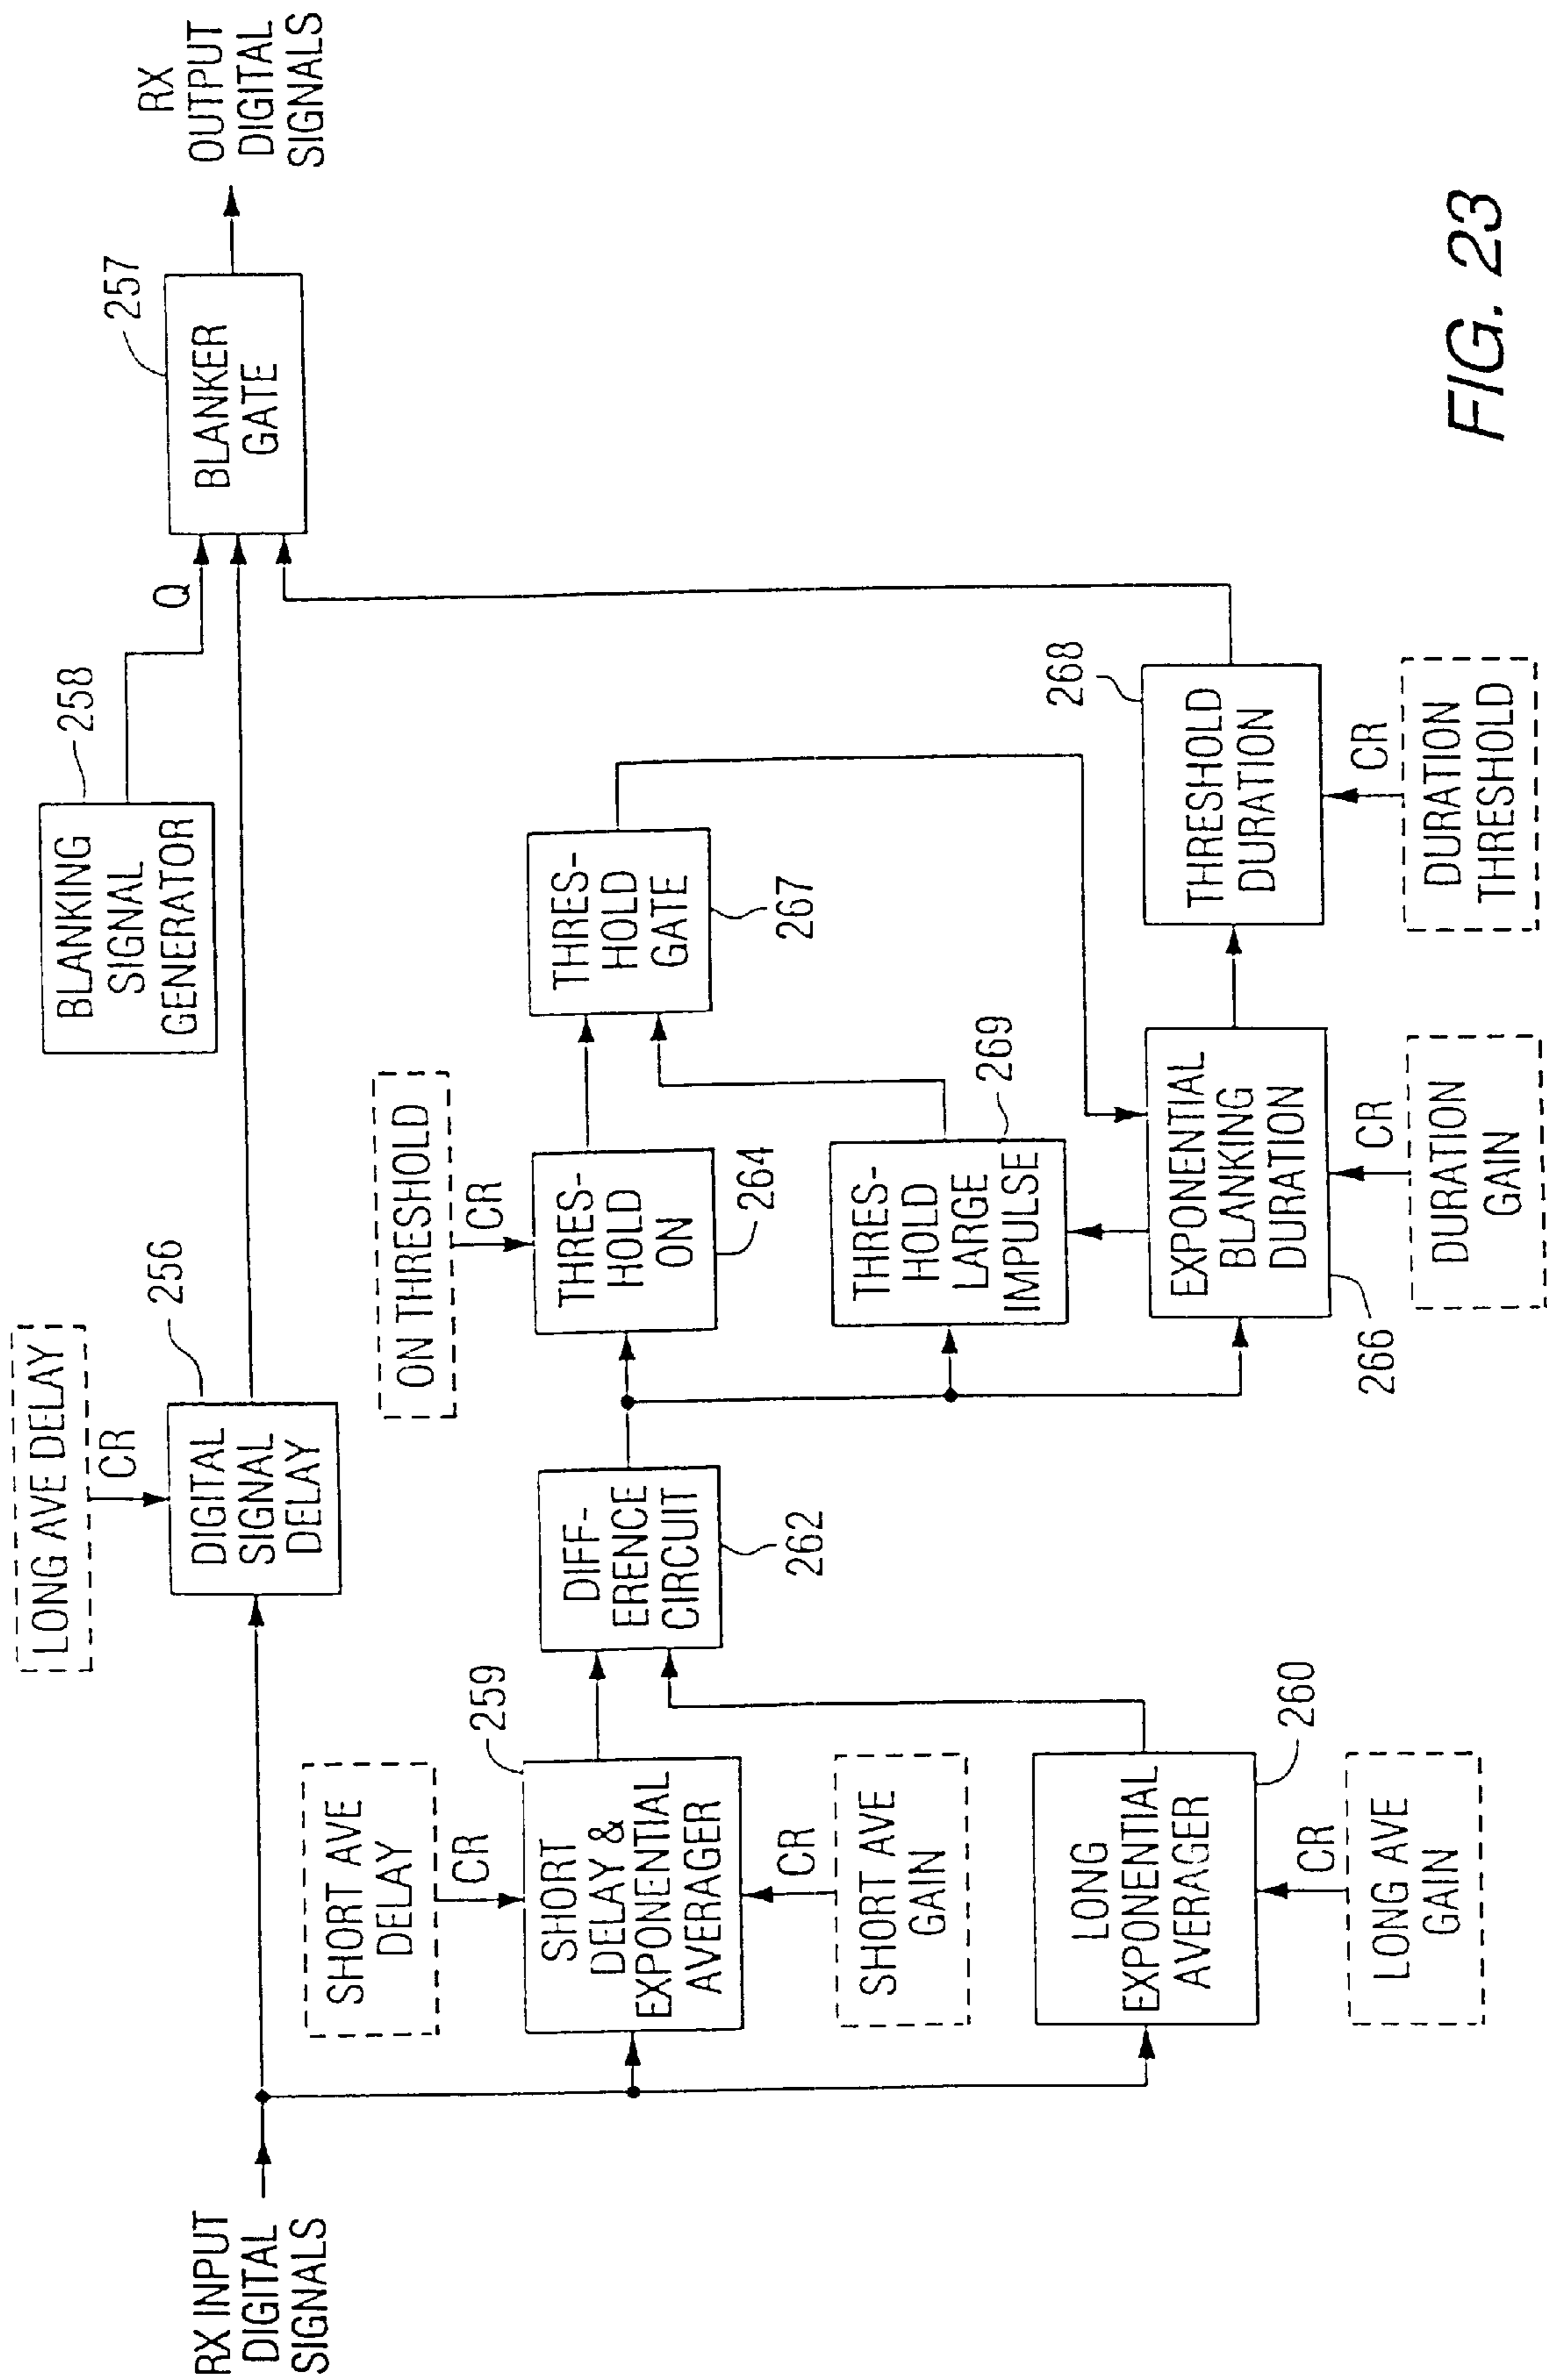 RX
OUTPUT
DIGITAL
SIGNALS
257
BLANKER
GATE
Q
258
BLANKING
SIGNAL
GENERATOR
LONG AVE DELAY
CR
256
DIGITAL
SIGNAL
DELAY
RX INPUT
DIGITAL
SIGNALS
SHORT AVE
DELAY
CR
259
SHORT
DELAY &
EXPONENTIAL
AVERAGER
CR
SHORT AVE
GAIN
LONG
EXPONENTIAL
AVERAGER
260
CR
LONG AVE
GAIN
DIFF-
ERENCE
CIRCUIT
262
ON THRESHOLD
CR
THRES-
HOLD
ON
264
THRES-
HOLD
GATE
267
THRES-
HOLD
LARGE
IMPULSE
269
EXPONENTIAL
BLANKING
DURATION
266
CR
DURATION
GAIN
268
THRESHOLD
DURATION
CR
DURATION
THRESHOLD
FIG. 23